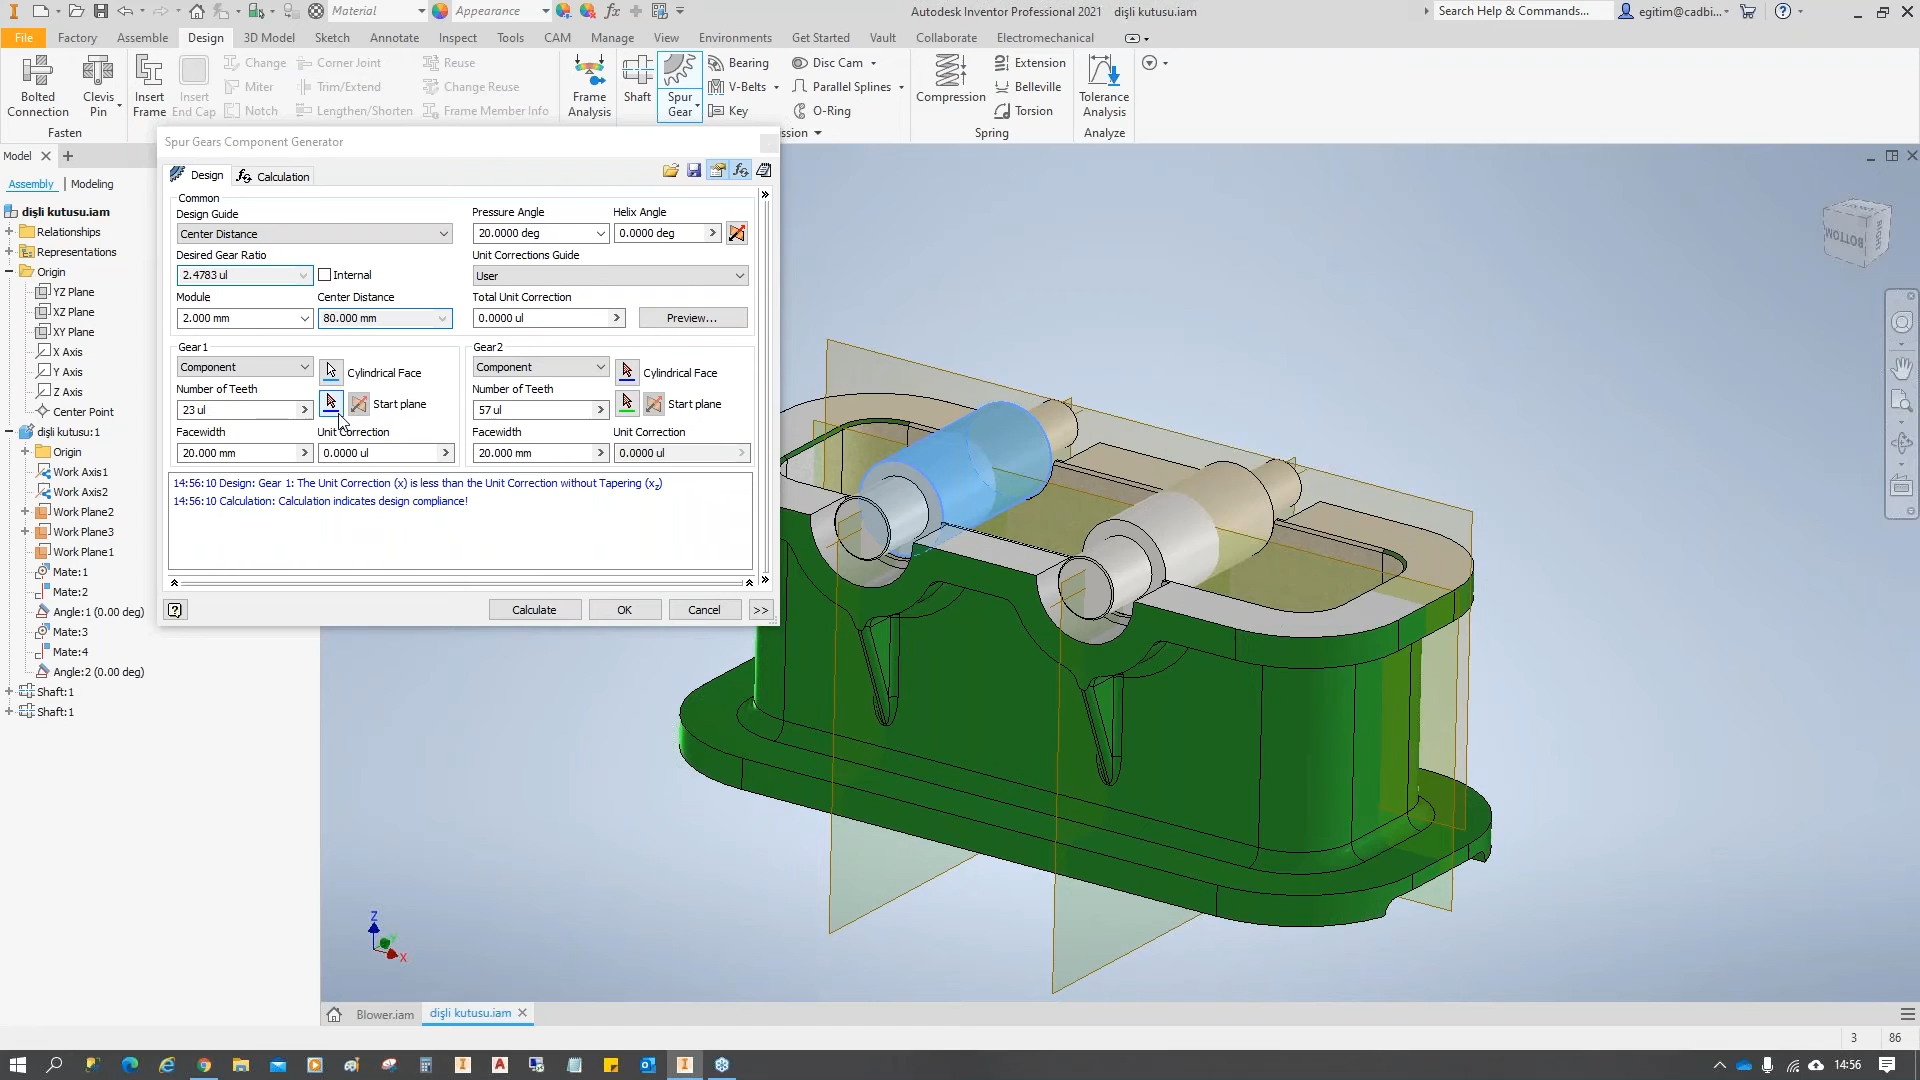 Material
Appearance
Autodesk Inventor Professional 2021 dişli kutusu.iam
Search Help & Commands...
egitim@cadbi...
File Factory Assemble Design 3D Model Sketch Annotate Inspect Tools CAM Manage View Environments Get Started Vault Collaborate Electromechanical
Bolted Connection
Clevis Pin
Insert Frame
Insert End Cap
Change
Miter
Notch
Corner Joint
Trim/Extend
Lengthen/Shorten
Reuse
Change Reuse
Frame Member Info
Frame Analysis
Shaft
Spur Gear
Bearing
V-Belts
Key
Disc Cam
Parallel Splines
O-Ring
Compression
Extension
Belleville
Torsion
Tolerance Analysis
Fasten
ssion
Spring
Analyze
Model
Assembly Modeling
dişli kutusu.iam
Relationships
Representations
Origin
YZ Plane
XZ Plane
XY Plane
X Axis
Y Axis
Z Axis
Center Point
dişli kutusu:1
Origin
Work Axis1
Work Axis2
Work Plane2
Work Plane3
Work Plane1
Mate:1
Mate:2
Angle:1 (0.00 deg)
Mate:3
Mate:4
Angle:2 (0.00 deg)
Shaft:1
Shaft:1
Spur Gears Component Generator
Design Calculation
Common
Design Guide
Center Distance
Pressure Angle
20.0000 deg
Helix Angle
0.0000 deg
Desired Gear Ratio
2.4783 ul
Internal
Unit Corrections Guide
User
Module
2.000 mm
Center Distance
80.000 mm
Total Unit Correction
0.0000 ul
Preview...
Gear1
Component
Cylindrical Face
Number of Teeth
23 ul
Start plane
Facewidth
20.000 mm
Unit Correction
0.0000 ul
Gear2
Component
Cylindrical Face
Number of Teeth
57 ul
Start plane
Facewidth
20.000 mm
Unit Correction
0.0000 ul
14:56:10 Design: Gear 1: The Unit Correction (x) is less than the Unit Correction without Tapering (xz)
14:56:10 Calculation: Calculation indicates design compliance!
Calculate OK Cancel >>
BOTTOM
RIGHT
Z
Y
X
Blower.iam dişli kutusu.iam
3 86
14:56